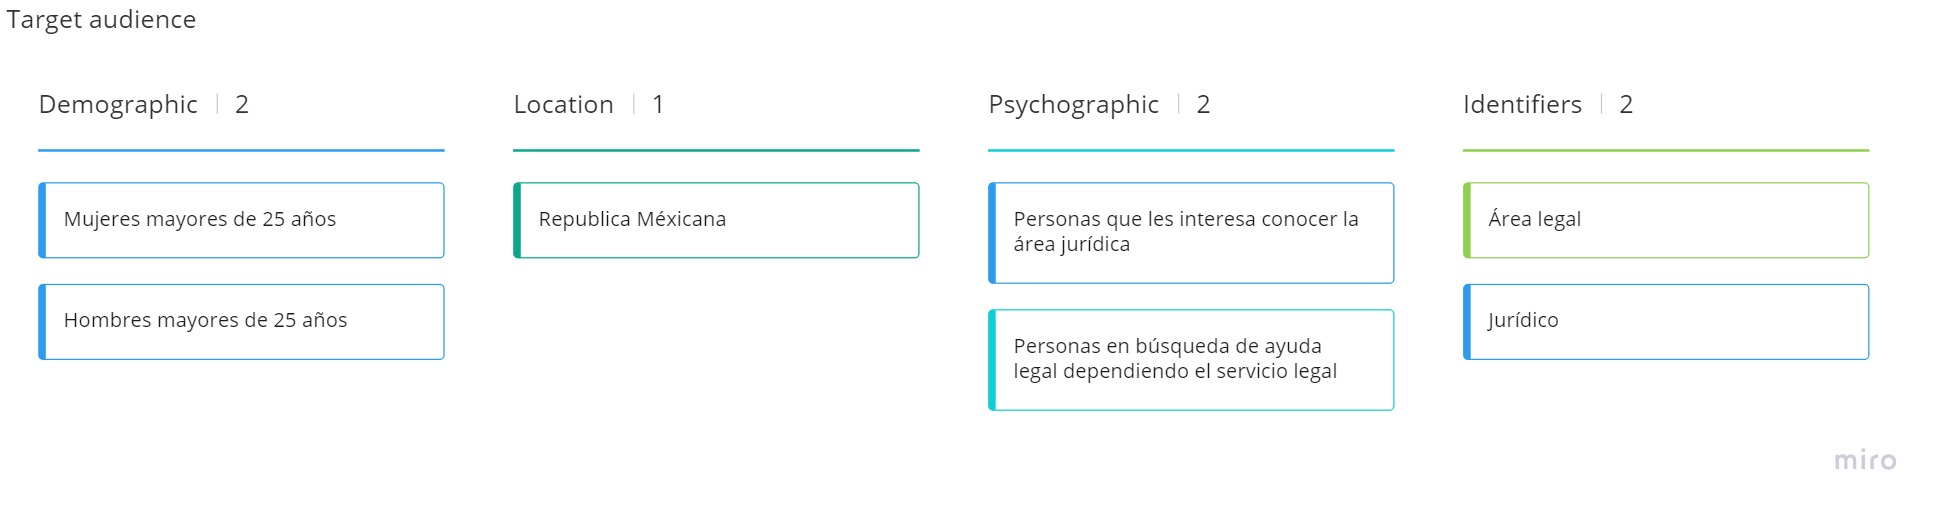 Target audience
Demographic | 2
Mujeres mayores de 25 años
Hombres mayores de 25 años
Location | 1
Republica Méxicana
Psychographic | 2
Personas que les interesa conocer la
área jurídica
Personas en búsqueda de ayuda
legal dependiendo el servicio legal
Identifiers | 2
Área legal
Jurídico
miro